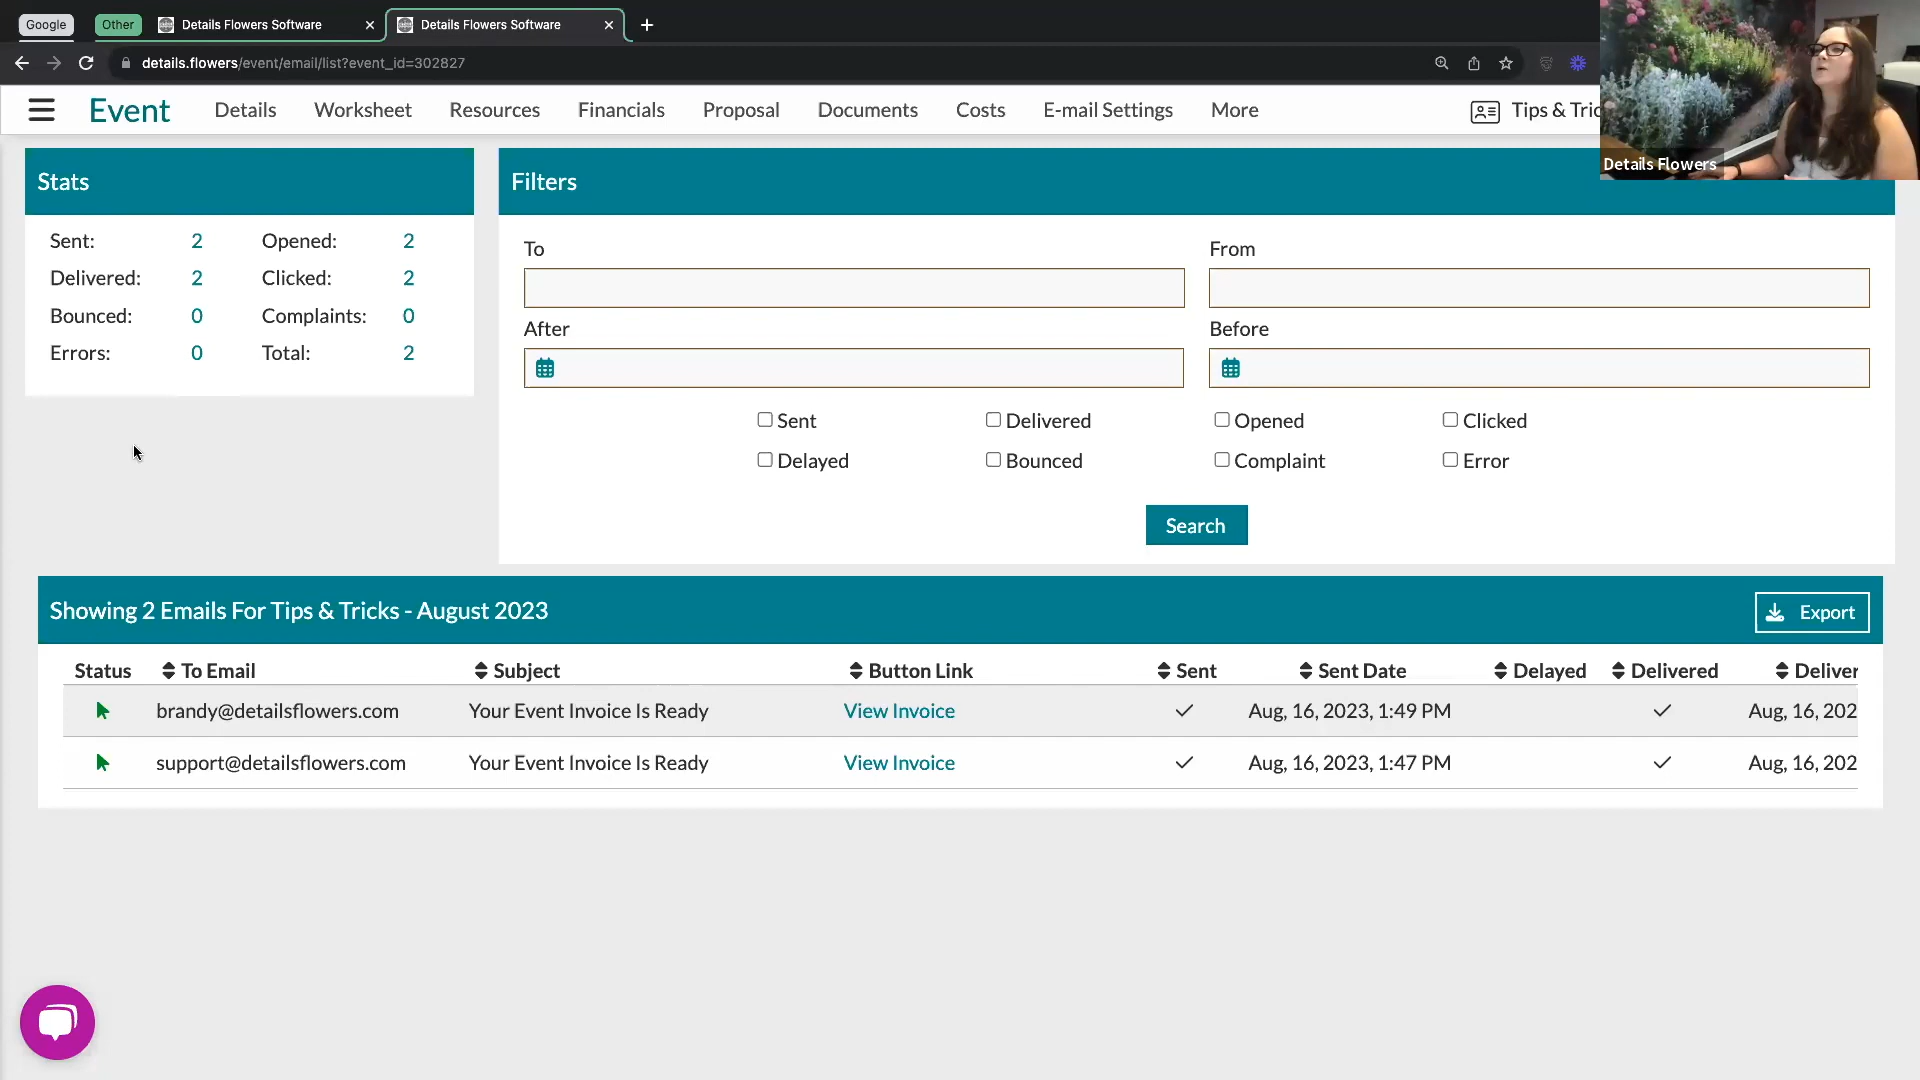 Google Other Details Flowers Software Details Flowers Software
details.flowers/event/email/list?event_id=302827
Event Details Worksheet Resources Financials Proposal Documents Costs E-mail Settings More Tips & Tric
Details Flowers
Stats
Sent: 2 Opened: 2
Delivered: 2 Clicked: 2
Bounced: 0 Complaints: 0
Errors: 0 Total: 2
Filters
To From
After Before
Sent Delivered Opened Clicked
Delayed Bounced Complaint Error
Search
Showing 2 Emails For Tips & Tricks - August 2023 Export
Status To Email Subject Button Link Sent Sent Date Delayed Delivered Deliver
brandy@detailsflowers.com Your Event Invoice Is Ready View Invoice Aug, 16, 2023, 1:49 PM Aug, 16, 202
support@detailsflowers.com Your Event Invoice Is Ready View Invoice Aug, 16, 2023, 1:47 PM Aug, 16, 202